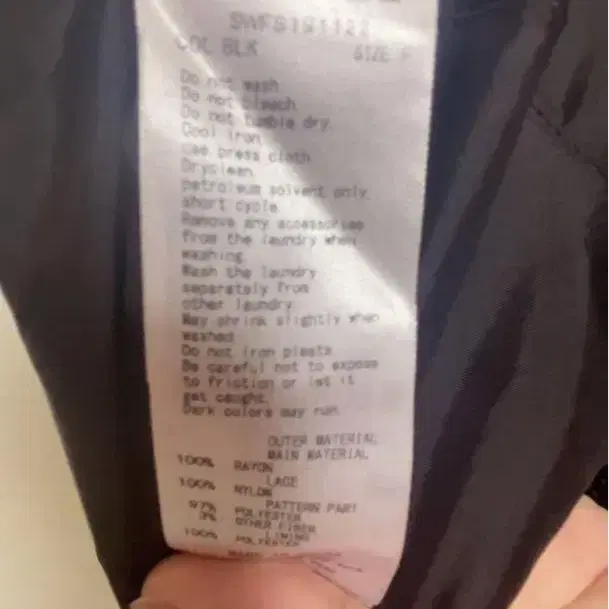 SWFS191122
COL BLK SIZE F
Do not wash
Do not bleach
Do not tumble dry.
Cool iron
use press cloth
Dryclean
petroleum solvent only.
short cycle
Remove any accessories
from the laundry when
washing.
Wash the laundry
separately from
other laundry.
May shrink slightly when
washed
Do not iron pleats
Be careful not to expose
to friction or let it
get caught.
Dark colors may run
OUTER MATERIAL
MAIN MATERIAL
100% RAYON
LACE
100% NYLON
PATTERN PART
97% POLYESTER
3% OTHER FIBER
LINING
100% POLYESTER